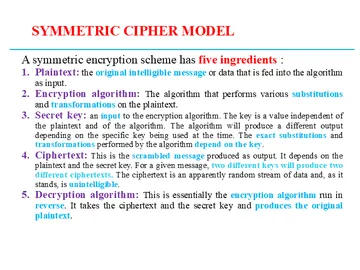 SYMMETRIC CIPHER MODEL
A symmetric encryption scheme has five ingredients :
1. Plaintext: the original intelligible message or data that is fed into the algorithm
as input.
2. Encryption algorithm: The algorithm that performs various substitutions
and transformations on the plaintext.
3. Secret key: an input to the encryption algorithm. The key is a value independent of
the plaintext and of the algorithm. The algorithm will produce a different output
depending on the specific key being used at the time. The exact substitutions and
transformations performed by the algorithm depend on the key.
4. Ciphertext: This is the scrambled message produced as output. It depends on the
plaintext and the secret key. For a given message, two different keys will produce two
different ciphertexts. The ciphertext is an apparently random stream of data and, as it
stands, is unintelligible.
5. Decryption algorithm: This is essentially the encryption algorithm run in
reverse. It takes the ciphertext and the secret key and produces the original
plaintext.